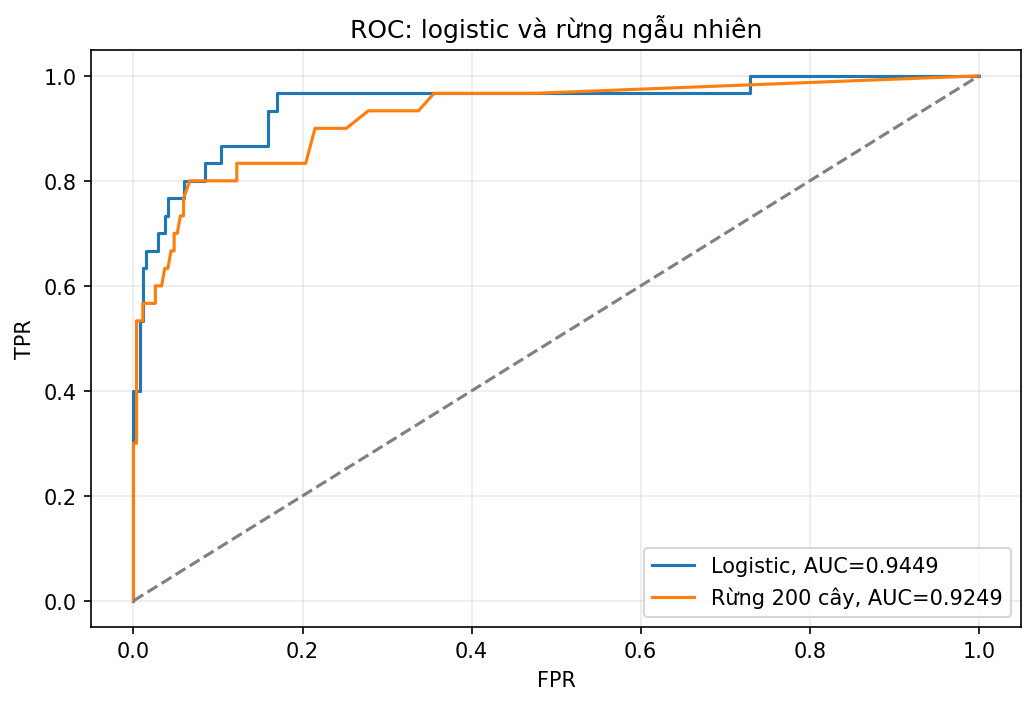 ROC: logistic và rừng ngẫu nhiên
TPR
1.0
0.8
0.6
0.4
0.2
0.0
Logistic, AUC=0.9449
Rừng 200 cây, AUC=0.9249
0.0 0.2 0.4 0.6 0.8 1.0
FPR